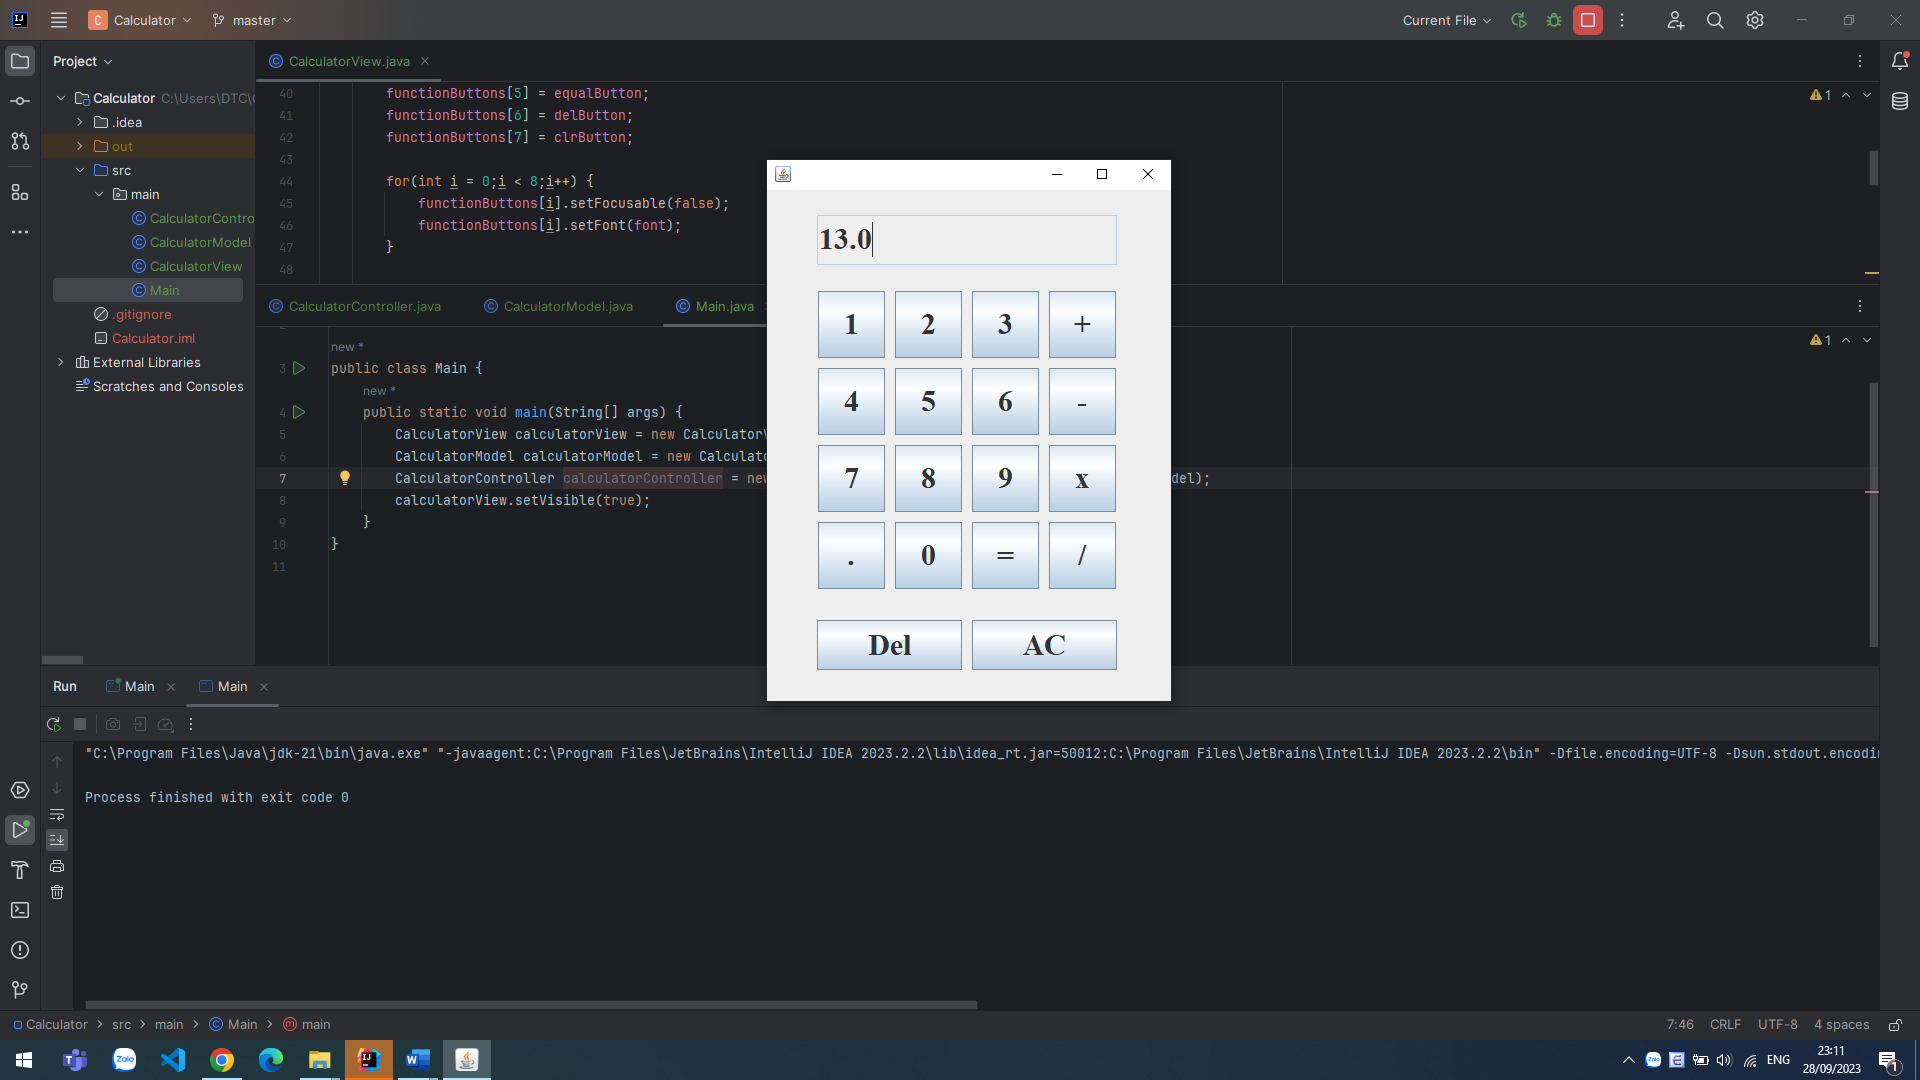 Calculator
master
Current File
Project
Calculator C:\Users\DTC\
.idea
out
src
main
CalculatorContro
CalculatorModel
CalculatorView
Main
.gitignore
Calculator.iml
External Libraries
Scratches and Consoles
CalculatorView.java
1
40 functionButtons[5] = equalButton;
41 functionButtons[6] = delButton;
42 functionButtons[7] = clrButton;
43
44 for(int i = 0;i < 8;i++) {
45 functionButtons[i].setFocusable(false);
46 functionButtons[i].setFont(font);
47 }
48
CalculatorController.java CalculatorModel.java Main.java
1
new *
3 public class Main {
new *
4 public static void main(String[] args) {
5 CalculatorView calculatorView = new Calculator
6 CalculatorModel calculatorModel = new Calculat
7 CalculatorController calculatorController = new del);
8 calculatorView.setVisible(true);
9 }
10 }
11
13.0
1 2 3 +
4 5 6 -
7 8 9 x
. 0 = /
Del AC
Run Main Main
"C:\Program Files\Java\jdk-21\bin\java.exe" "-javaagent:C:\Program Files\JetBrains\IntelliJ IDEA 2023.2.2\lib\idea_rt.jar=50012:C:\Program Files\JetBrains\IntelliJ IDEA 2023.2.2\bin" -Dfile.encoding=UTF-8 -Dsun.stdout.encodin
Process finished with exit code 0
Calculator > src > main > Main > main
7:46 CRLF UTF-8 4 spaces
ENG
23:11
28/09/2023
1